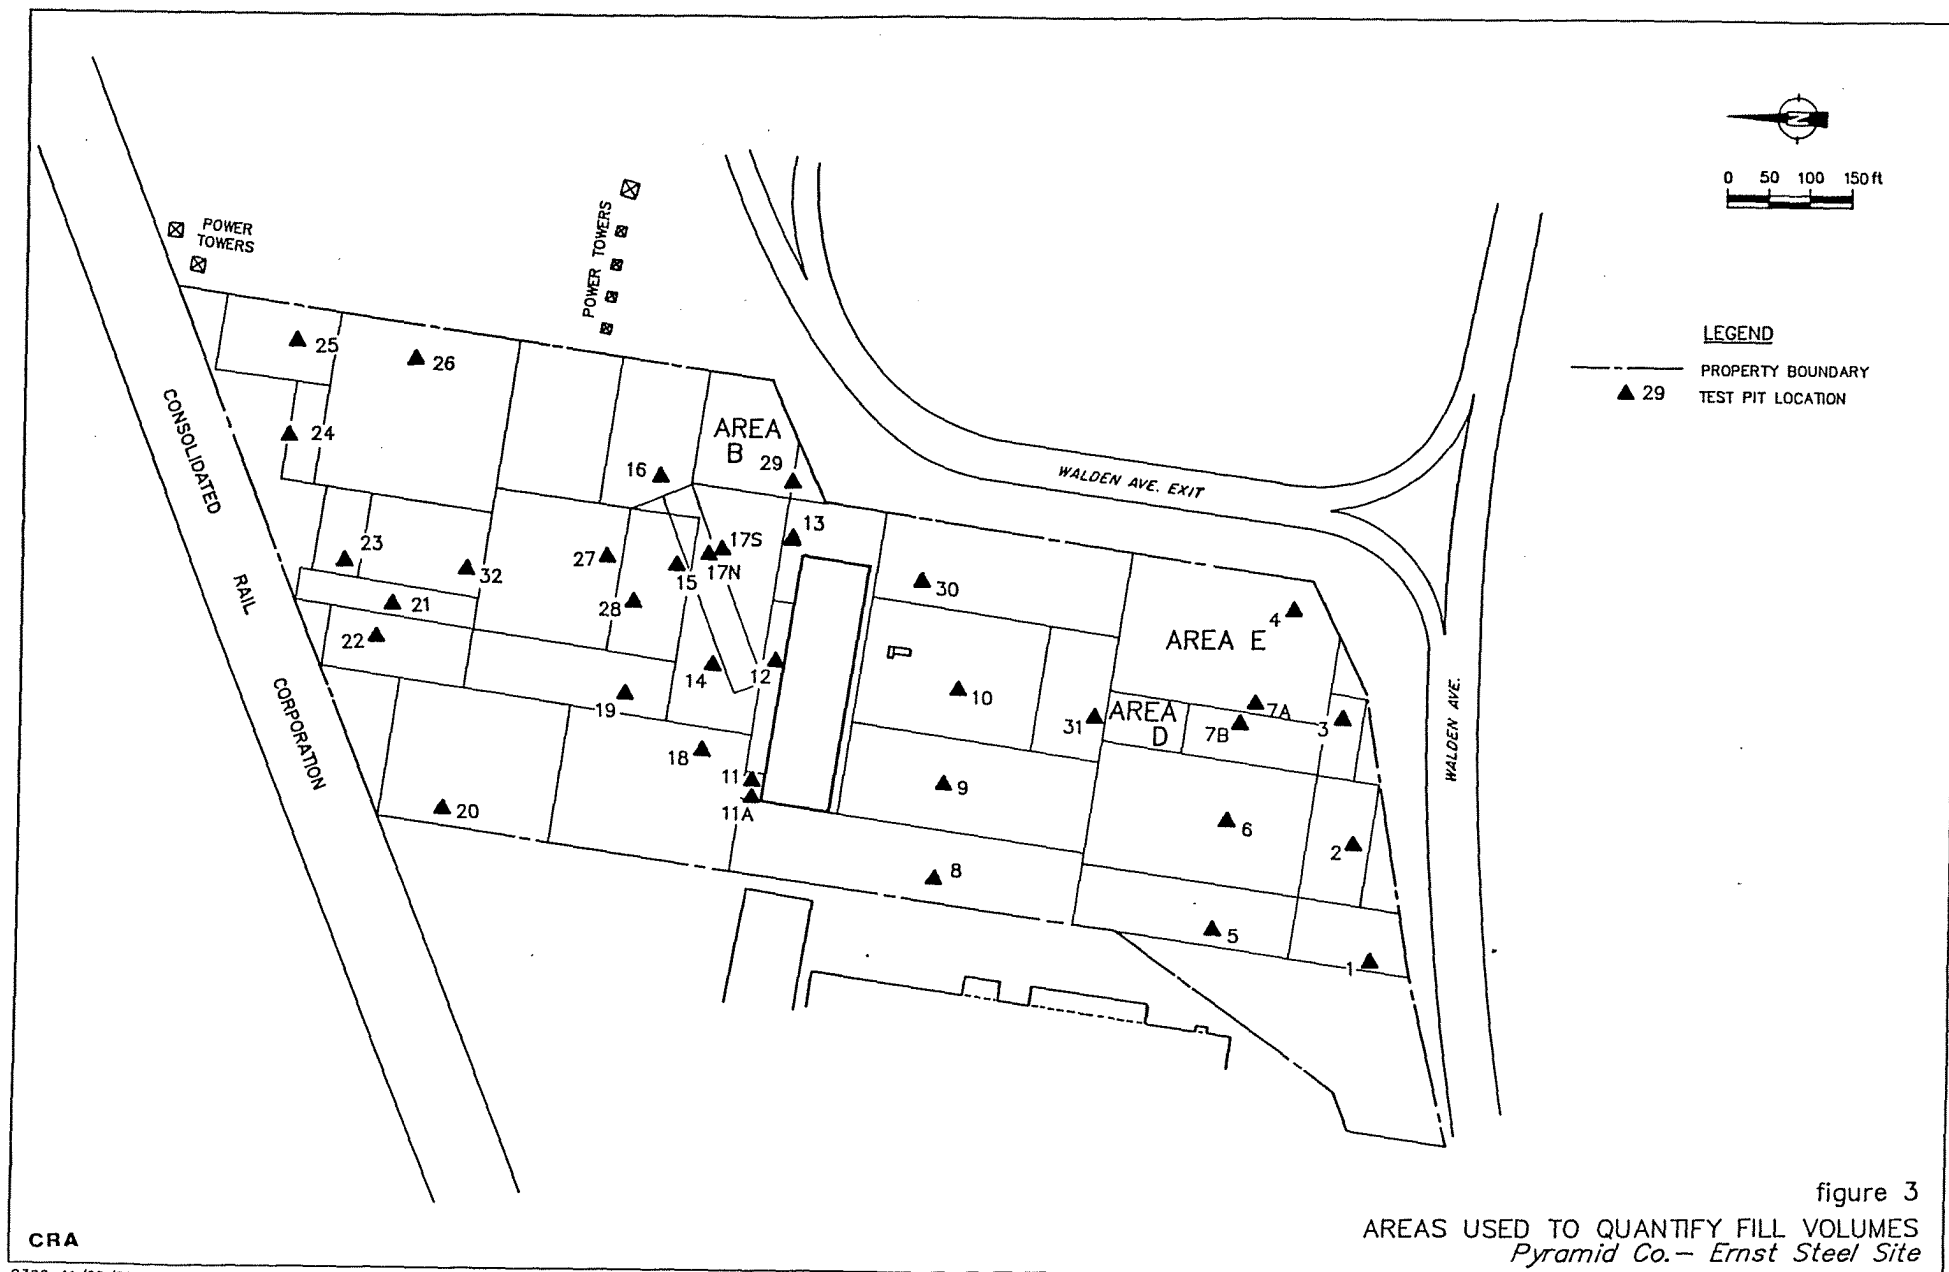 N
0 50 100 150 ft
POWER
TOWERS
POWER TOWERS
LEGEND
PROPERTY BOUNDARY
29 TEST PIT LOCATION
25
26
24
AREA
B
29
16
WALDEN AVE. EXIT
CONSOLIDATED
RAIL
CORPORATION
23
32
27
15
17S
17N
13
28
21
22
30
4
AREA E
14
12
19
10
31
AREA
D
7A
7B
3
WALDEN AVE.
18
11
11A
9
20
6
2
8
5
1
figure 3
AREAS USED TO QUANTIFY FILL VOLUMES
Pyramid Co.– Ernst Steel Site
CRA